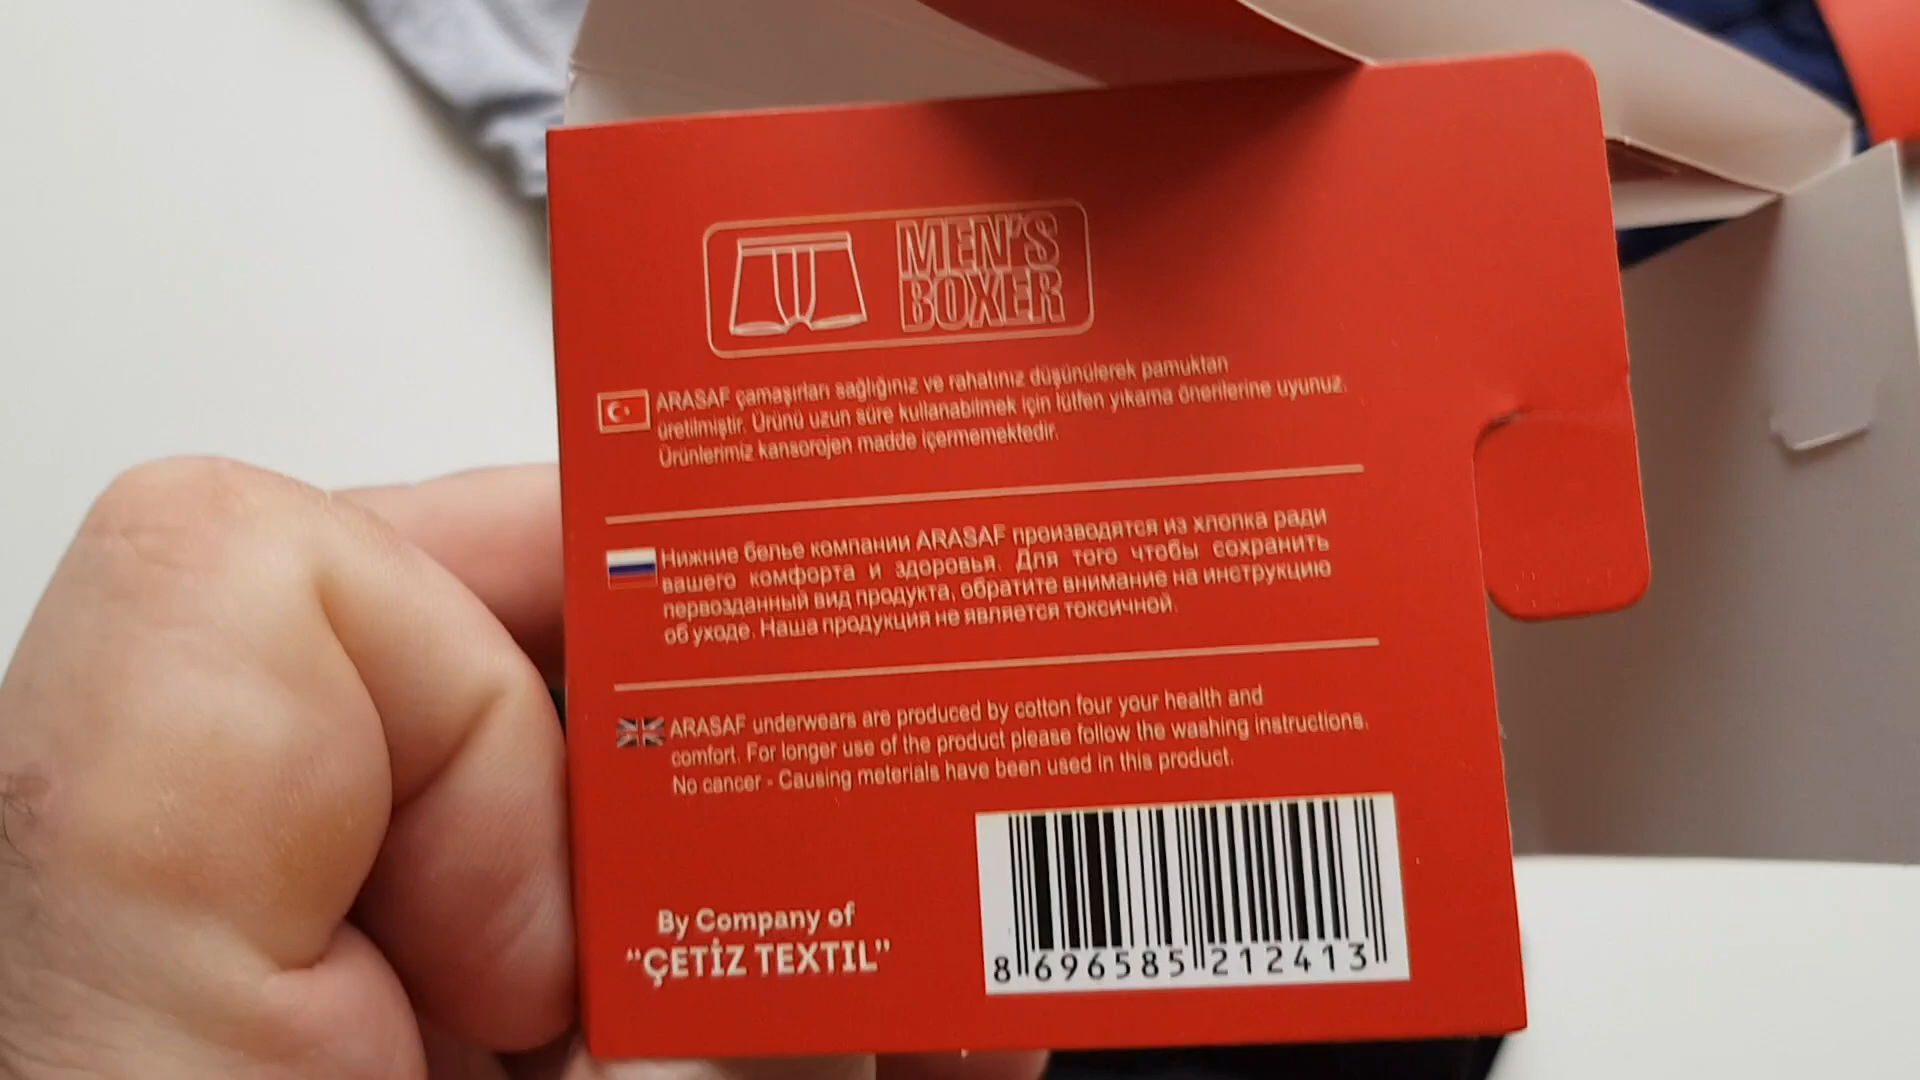 MEN'S
BOXER
ARASAF çamaşırları sağlığınız ve rahatınız düşünülerek pamuktan
üretilmiştir. Ürünü uzun süre kullanabilmek için lütfen yıkama önerilerine uyunuz.
Ürünlerimiz kansorojen madde içermemektedir.
Нижние белье компании ARASAF производятся из хлопка ради
вашего комфорта и здоровья. Для того чтобы сохранить
первозданный вид продукта, обратите внимание на инструкцию
об уходе. Наша продукция не является токсичной.
ARASAF underwears are produced by cotton four your health and
comfort. For longer use of the product please follow the washing instructions.
No cancer - Causing meterials have been used in this product.
By Company of
"ÇETİZ TEXTIL"
8 696585 212413